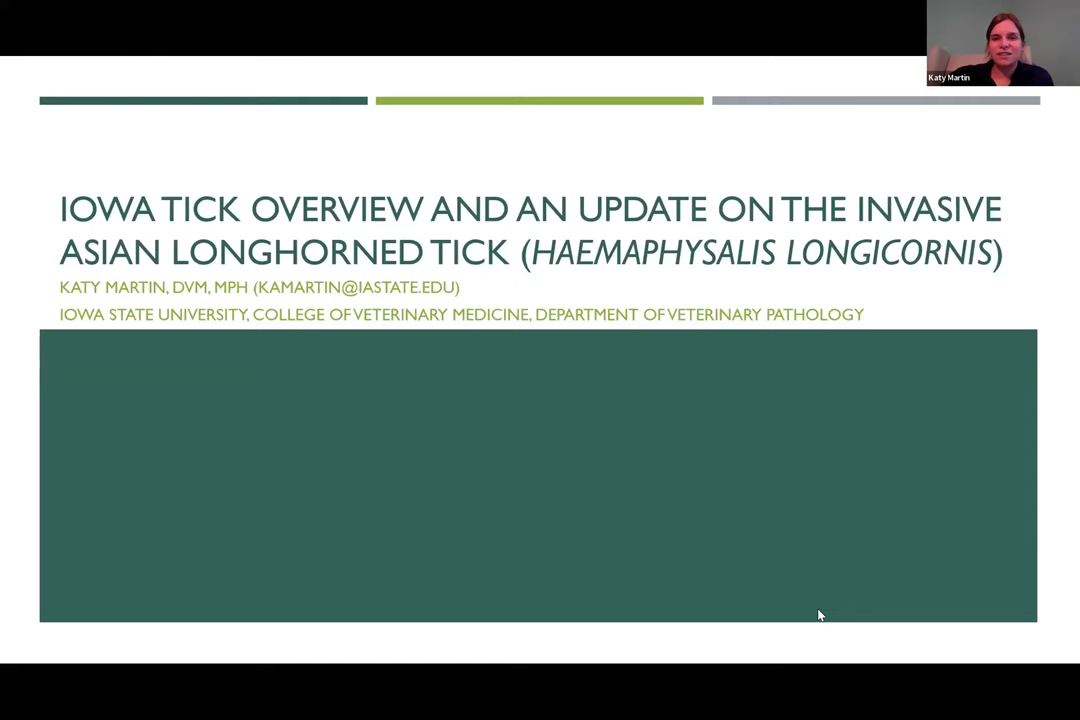 Katy Martin
IOWA TICK OVERVIEW AND AN UPDATE ON THE INVASIVE
ASIAN LONGHORNED TICK (HAEMAPHYSALIS LONGICORNIS)
KATY MARTIN, DVM, MPH (KAMARTIN@IASTATE.EDU)
IOWA STATE UNIVERSITY, COLLEGE OF VETERINARY MEDICINE, DEPARTMENT OF VETERINARY PATHOLOGY